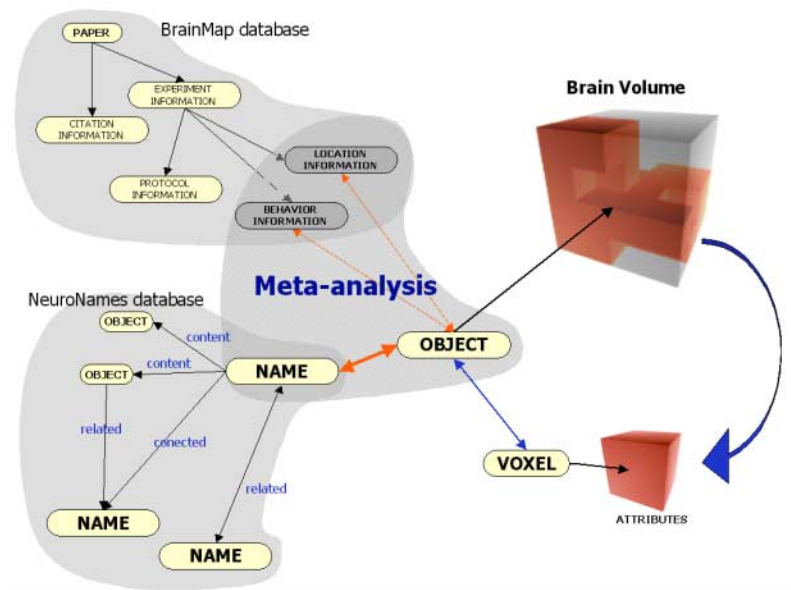 BrainMap database
PAPER
EXPERIMENT
INFORMATION
CITATION
INFORMATION
PROTOCOL
INFORMATION
LOCATION
INFORMATION
BEHAVIOR
INFORMATION
Brain Volume
Meta-analysis
NeuroNames database
OBJECT
content
OBJECT
content
NAME
OBJECT
related
conected
related
VOXEL
NAME
NAME
ATTRIBUTES